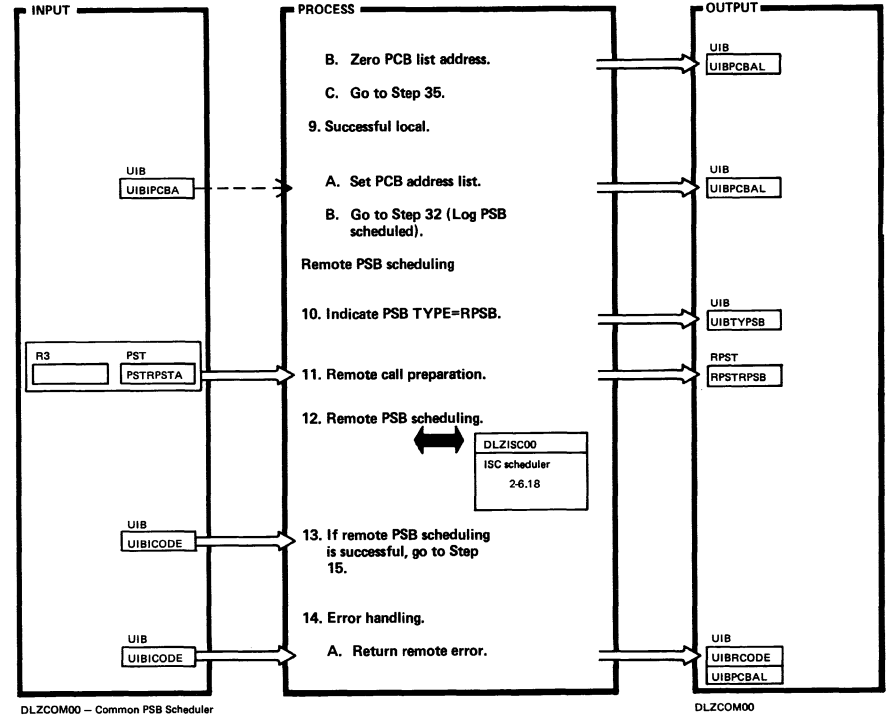 INPUT
PROCESS
OUTPUT
B. Zero PCB list address.
UIB
UIBPCBAL
C. Go to Step 35.
9. Successful local.
UIB
UIBIPCBA
A. Set PCB address list.
UIB
UIBPCBAL
B. Go to Step 32 (Log PSB
scheduled).
Remote PSB scheduling
10. Indicate PSB TYPE=RPSB.
UIB
UIBTYPSB
R3
PST
PSTRPSTA
11. Remote call preparation.
RPST
RPSTRPSB
12. Remote PSB scheduling.
DLZISC00
ISC scheduler
2-6.18
UIB
UIBICODE
13. If remote PSB scheduling
is successful, go to Step
15.
14. Error handling.
UIB
UIBICODE
A. Return remote error.
UIB
UIBRCODE
UIBPCBAL
DLZCOM00 – Common PSB Scheduler
DLZCOM00